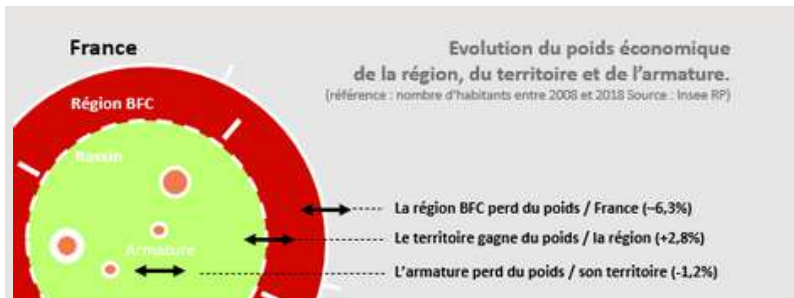 France
Evolution du poids économique
de la région, du territoire et de l'armature.
(référence : nombre d'habitants entre 2008 et 2018 Source : Insee RP)
Région BFC
Bassin
Armature
La région BFC perd du poids / France (–6,3%)
Le territoire gagne du poids / la région (+2,8%)
L'armature perd du poids / son territoire (-1,2%)